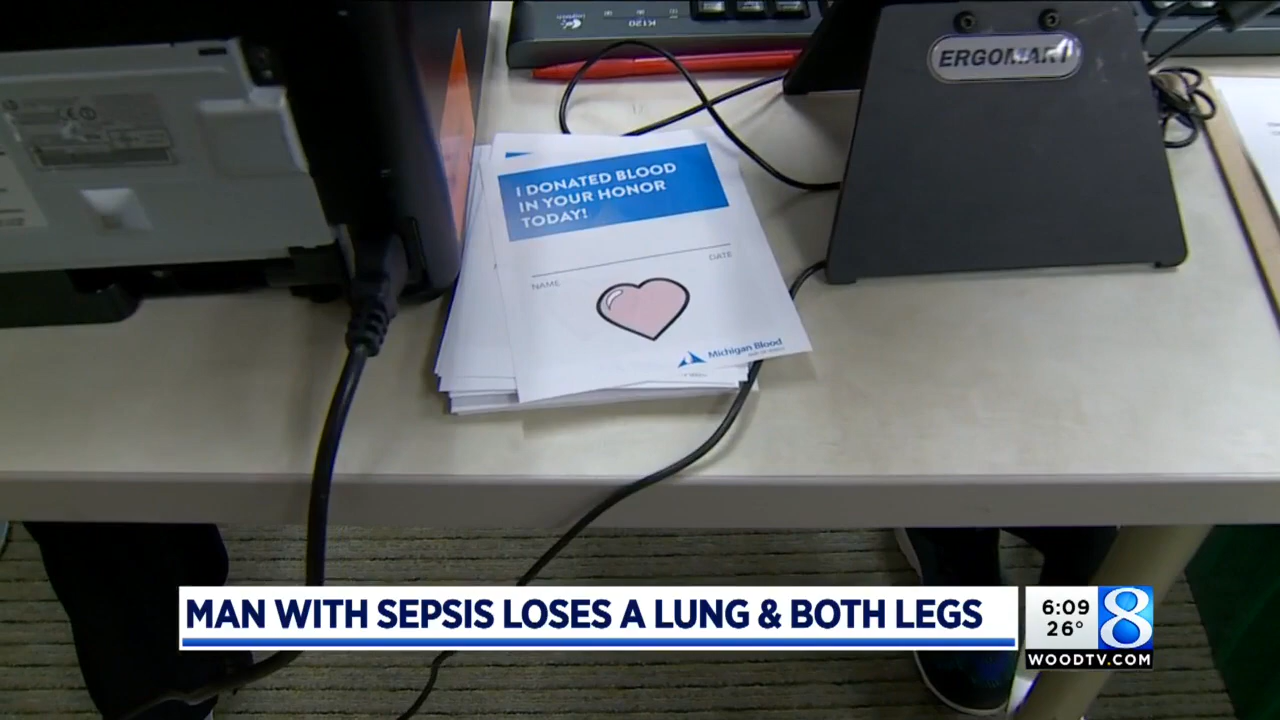 K120
ERGOMART
I DONATED BLOOD
IN YOUR HONOR
TODAY!
DATE
NAME
Michigan Blood
MAN WITH SEPSIS LOSES A LUNG & BOTH LEGS
6:09
26°
8
WOODTV.COM